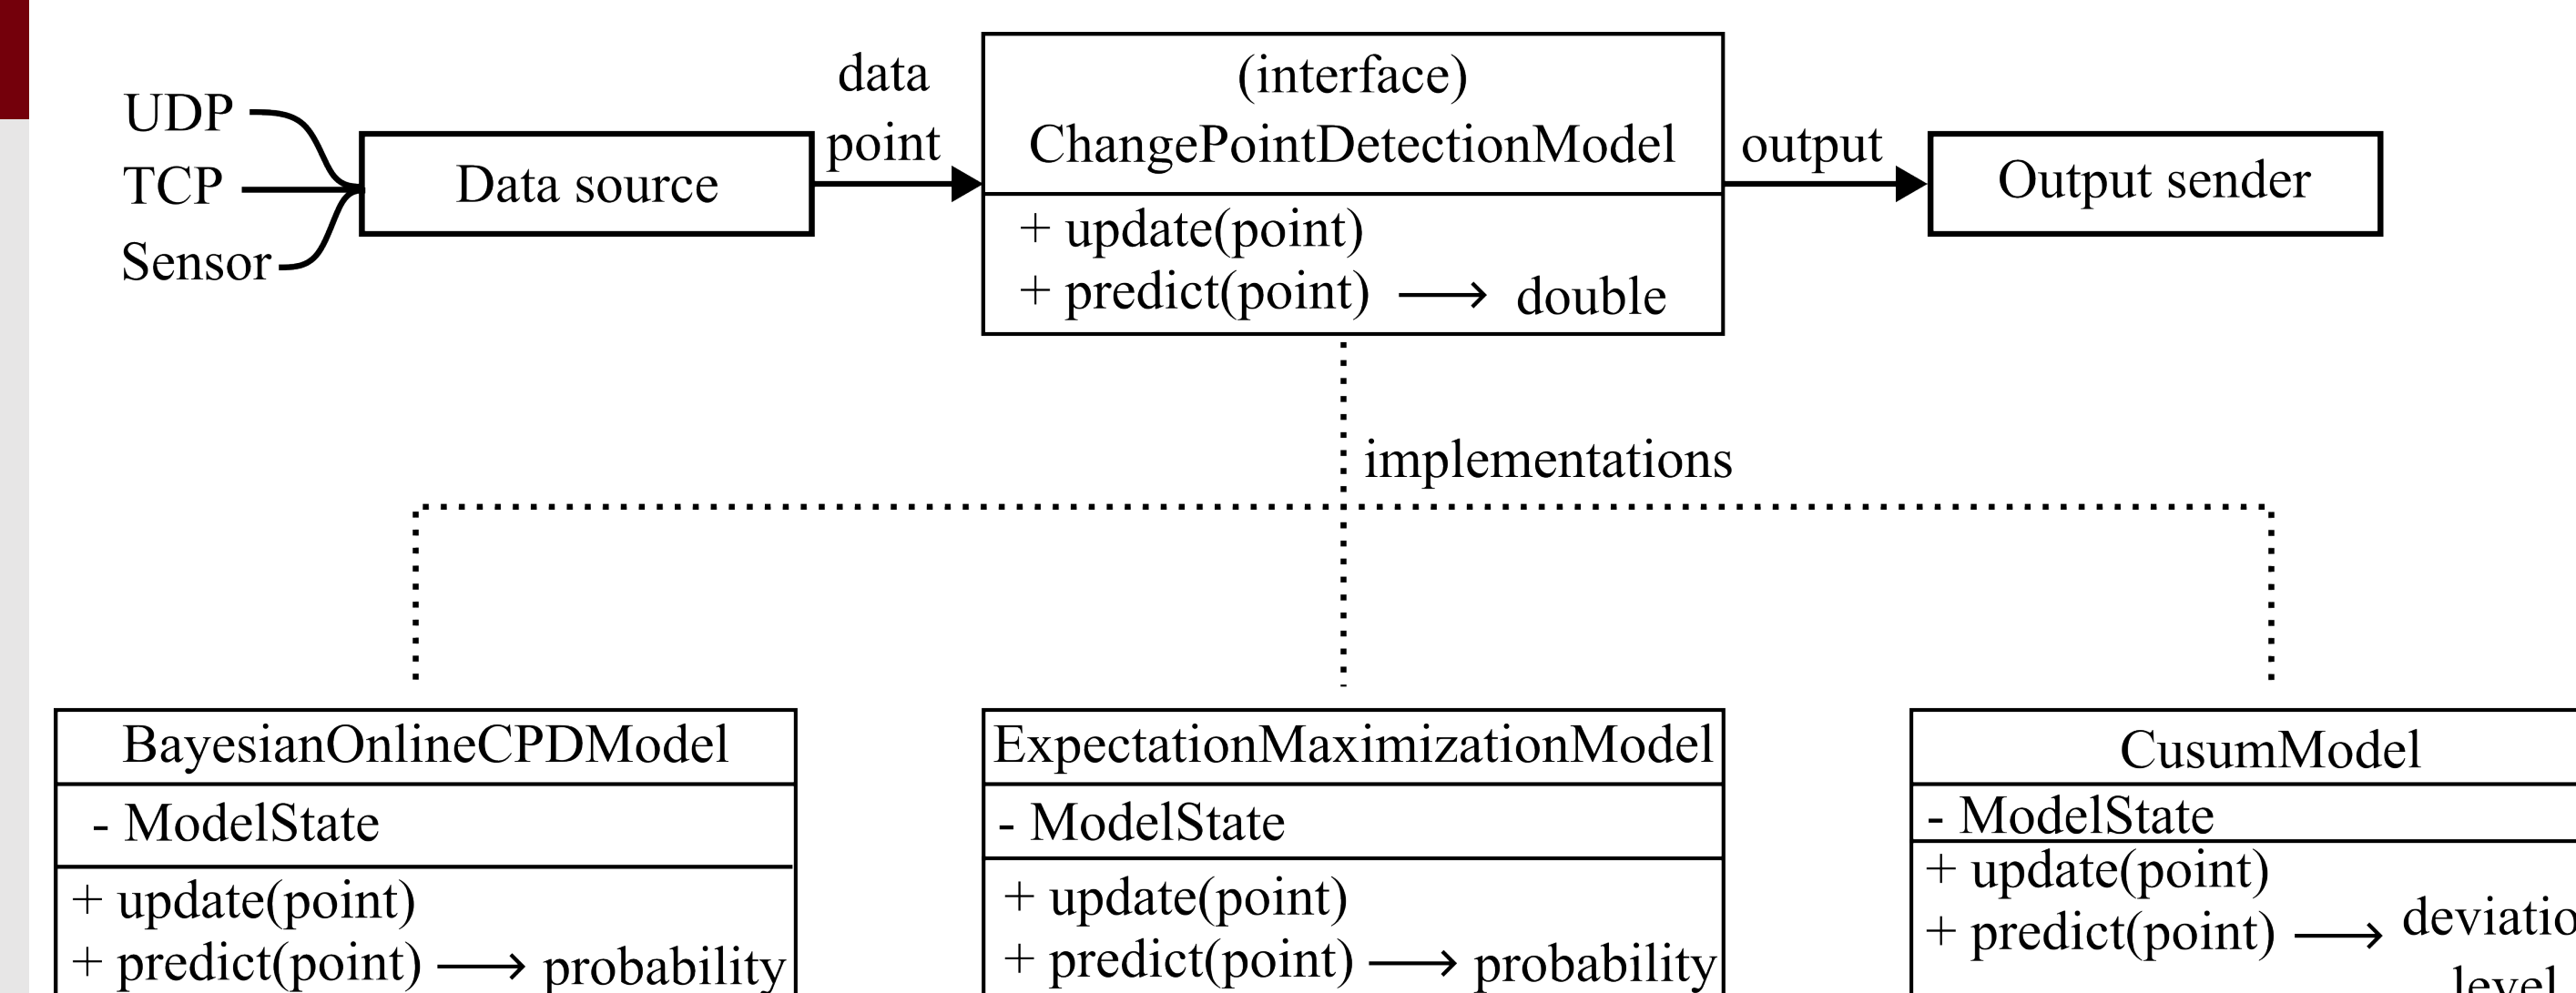 UDP
TCP
Sensor
Data source
data
point
(interface)
ChangePointDetectionModel
+ update(point)
+ predict(point) ⟶ double
output
Output sender
implementations
BayesianOnlineCPDModel
- ModelState
+ update(point)
+ predict(point) ⟶ probability
ExpectationMaximizationModel
- ModelState
+ update(point)
+ predict(point) ⟶ probability
CusumModel
- ModelState
+ update(point)
+ predict(point) ⟶ deviatio
level